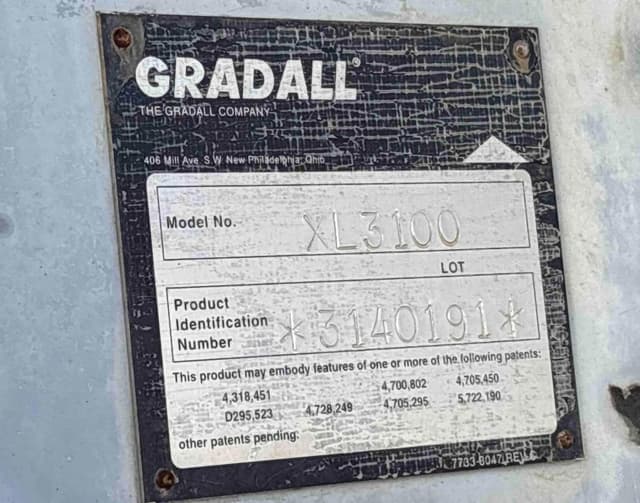 GRADALL®
THE GRADALL COMPANY
406 Mill Ave. S.W. New Philadelphia, Ohio
Model No. XL3100
LOT
Product
Identification
Number *3140191*
This product may embody features of one or more of the following patents:
4,318,451 4,700,802 4,705,450
D295,523 4,728,249 4,705,295 5,722,190
other patents pending:
7733-8047 REV.